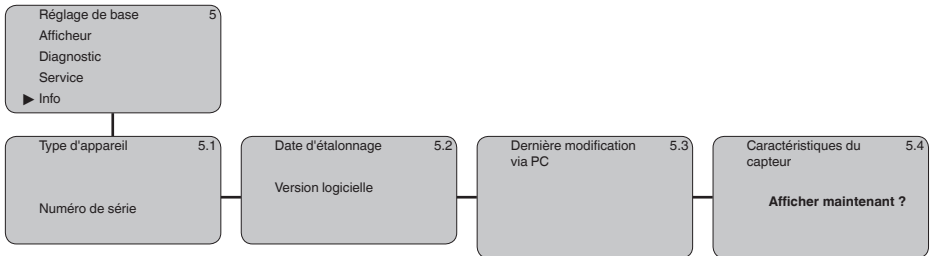 Réglage de base 5
Afficheur
Diagnostic
Service
▶ Info
Type d'appareil 5.1
Numéro de série
Date d'étalonnage 5.2
Version logicielle
Dernière modification 5.3
via PC
Caractéristiques du 5.4
capteur
Afficher maintenant ?